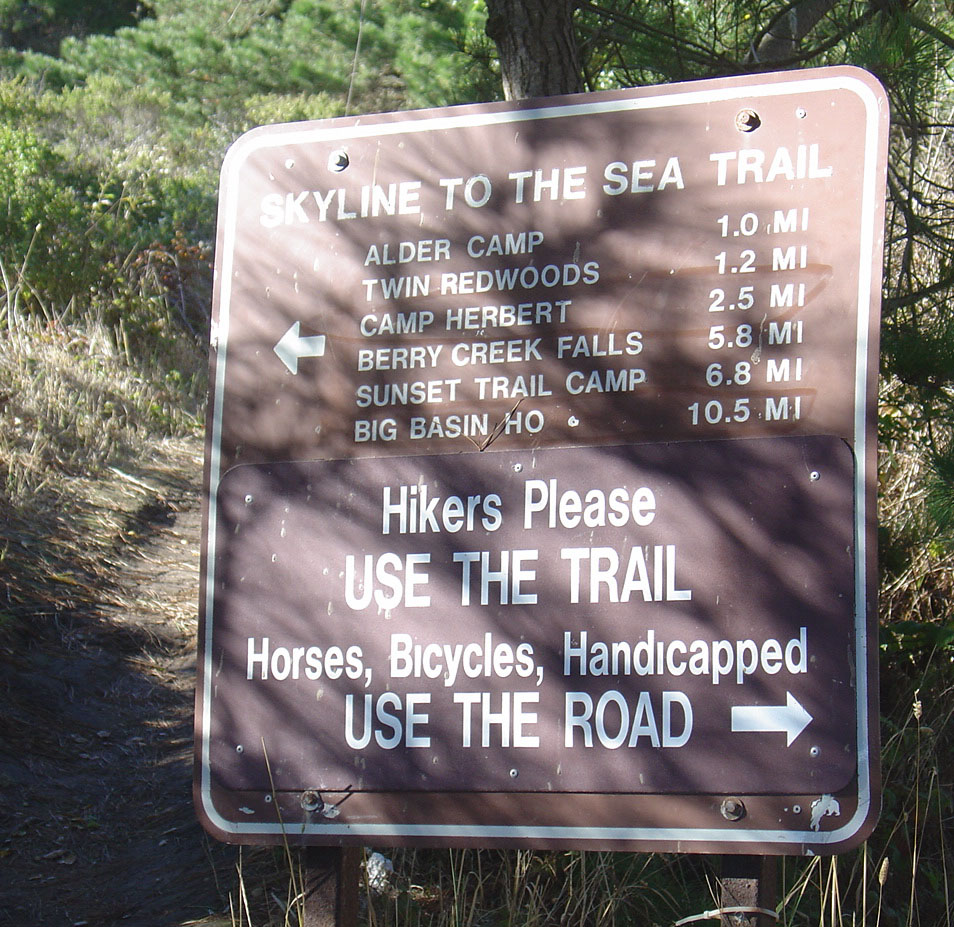 SKYLINE TO THE SEA TRAIL
ALDER CAMP 1.0 MI
TWIN REDWOODS 1.2 MI
CAMP HERBERT 2.5 MI
BERRY CREEK FALLS 5.8 MI
SUNSET TRAIL CAMP 6.8 MI
BIG BASIN HQ 10.5 MI
Hikers Please
USE THE TRAIL
Horses, Bicycles, Handicapped
USE THE ROAD